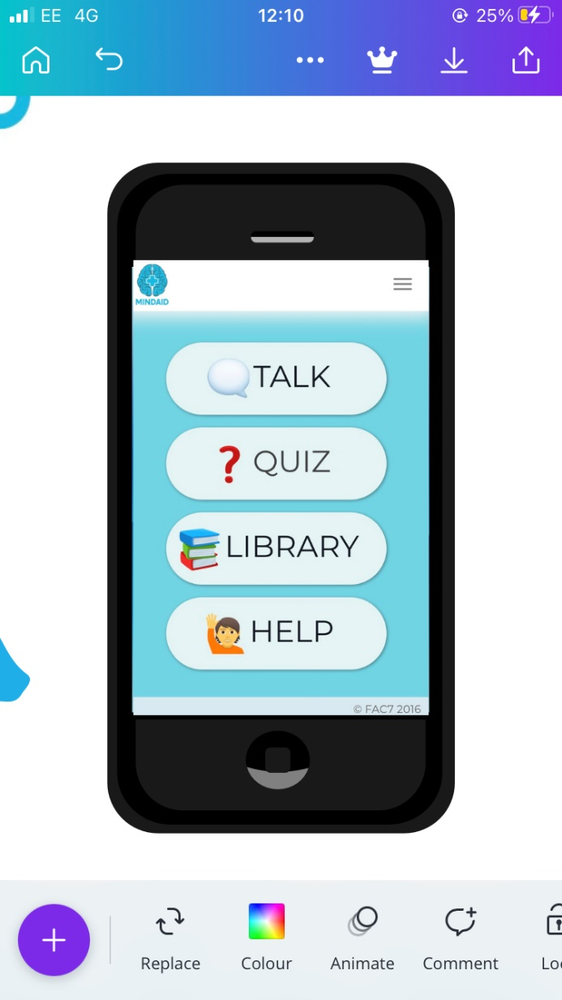 EE 4G 12:10 25%
MINDAID
TALK
QUIZ
LIBRARY
HELP
© FAC7 2016
Replace Colour Animate Comment